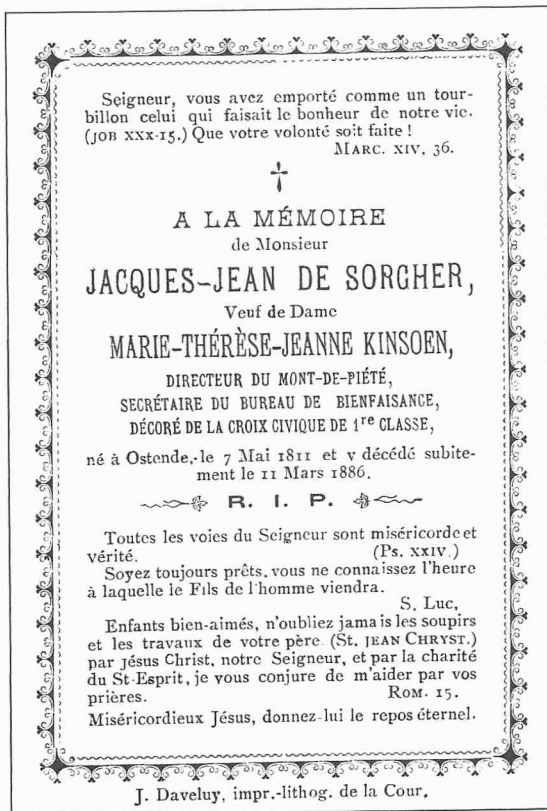 Seigneur, vous avez emporté comme un tour-
billon celui qui faisait le bonheur de notre vie.
(JOB XXX-15.) Que votre volonté soit faite !
MARC. XIV, 36.
A LA MÉMOIRE
de Monsieur
JACQUES-JEAN DE SORGHER,
Veuf de Dame
MARIE-THÉRÈSE-JEANNE KINSOEN,
DIRECTEUR DU MONT-DE-PIÉTÉ,
SECRÉTAIRE DU BUREAU DE BIENFAISANCE,
DÉCORÉ DE LA CROIX CIVIQUE DE 1re CLASSE,
né à Ostende, le 7 Mai 1811 et y décédé subite-
ment le 11 Mars 1886.
R. I. P.
Toutes les voies du Seigneur sont miséricorde et
vérité. (Ps. XXIV.)
Soyez toujours prêts, vous ne connaissez l'heure
à laquelle le Fils de l'homme viendra.
S. Luc,
Enfants bien-aimés, n'oubliez jamais les soupirs
et les travaux de votre père. (St. JEAN CHRYST.)
par Jésus Christ, notre Seigneur, et par la charité
du St-Esprit, je vous conjure de m'aider par vos
prières. ROM. 15.
Miséricordieux Jésus, donnez-lui le repos éternel.
J. Daveluy, impr.-lithog. de la Cour.